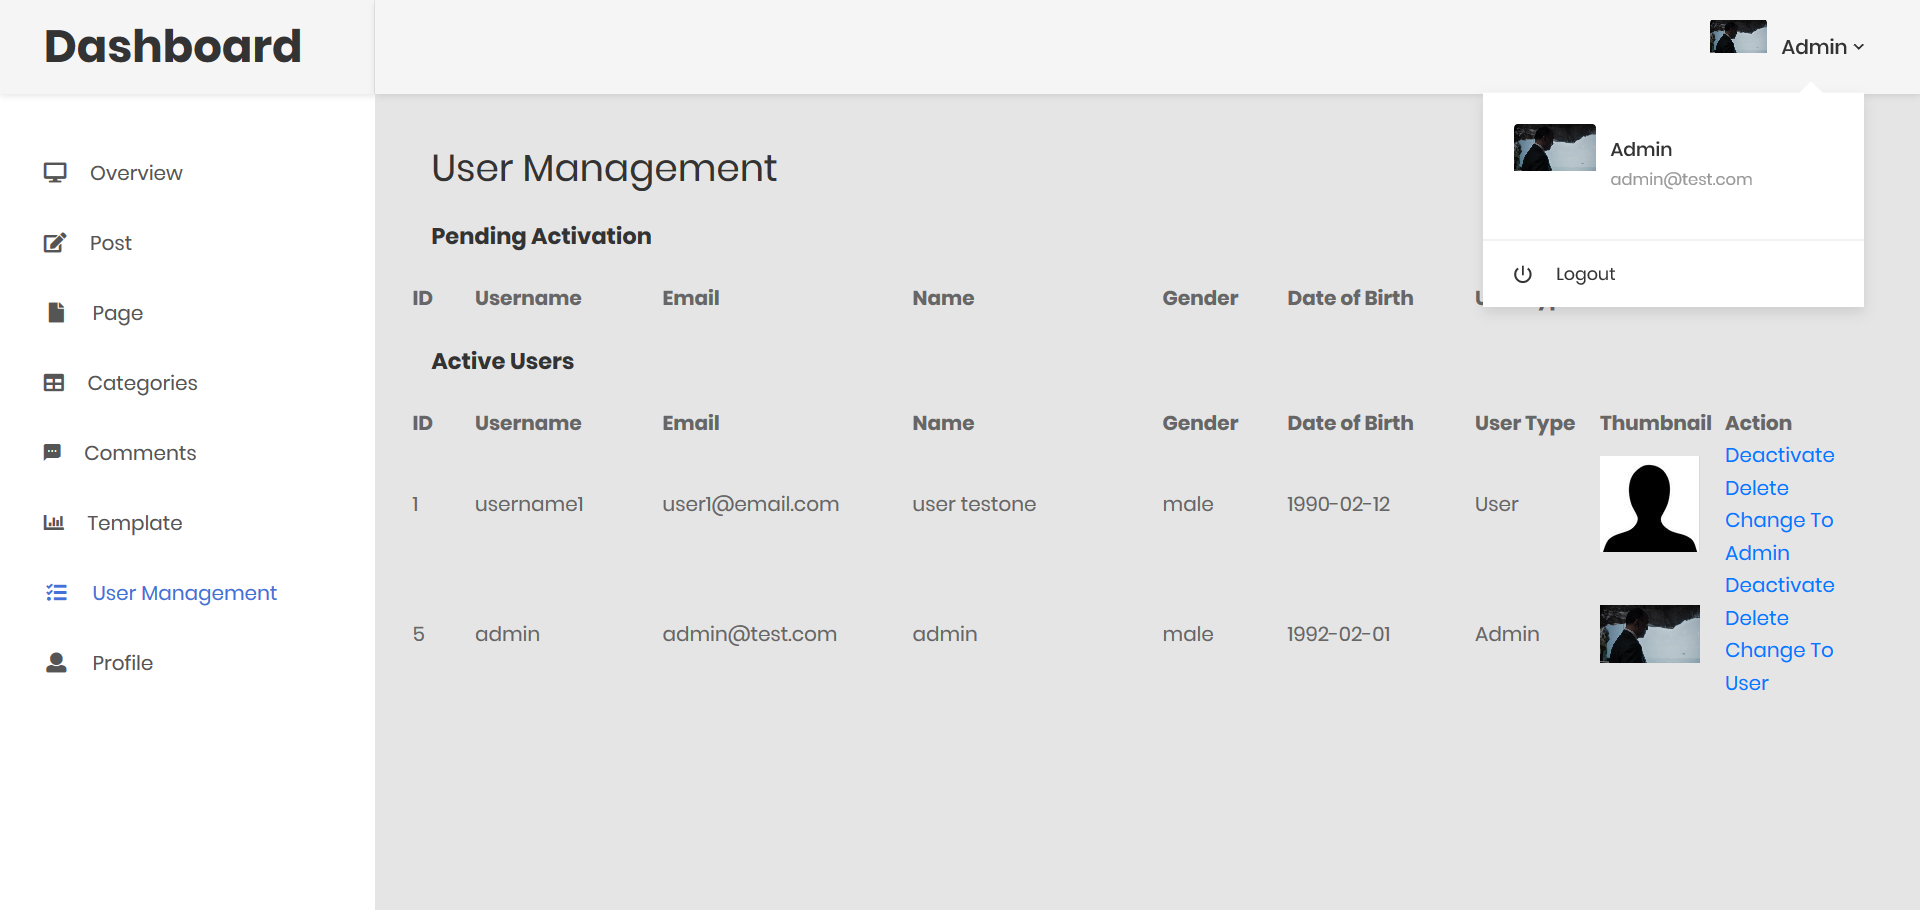 Dashboard
Admin
Admin
admin@test.com
Logout
Overview
Post
Page
Categories
Comments
Template
User Management
Profile
User Management
Pending Activation
ID Username Email Name Gender Date of Birth
Active Users
ID Username Email Name Gender Date of Birth User Type Thumbnail Action
1 username1 user1@email.com user testone male 1990-02-12 User
Deactivate
Delete
Change To
Admin
5 admin admin@test.com admin male 1992-02-01 Admin
Deactivate
Delete
Change To
User